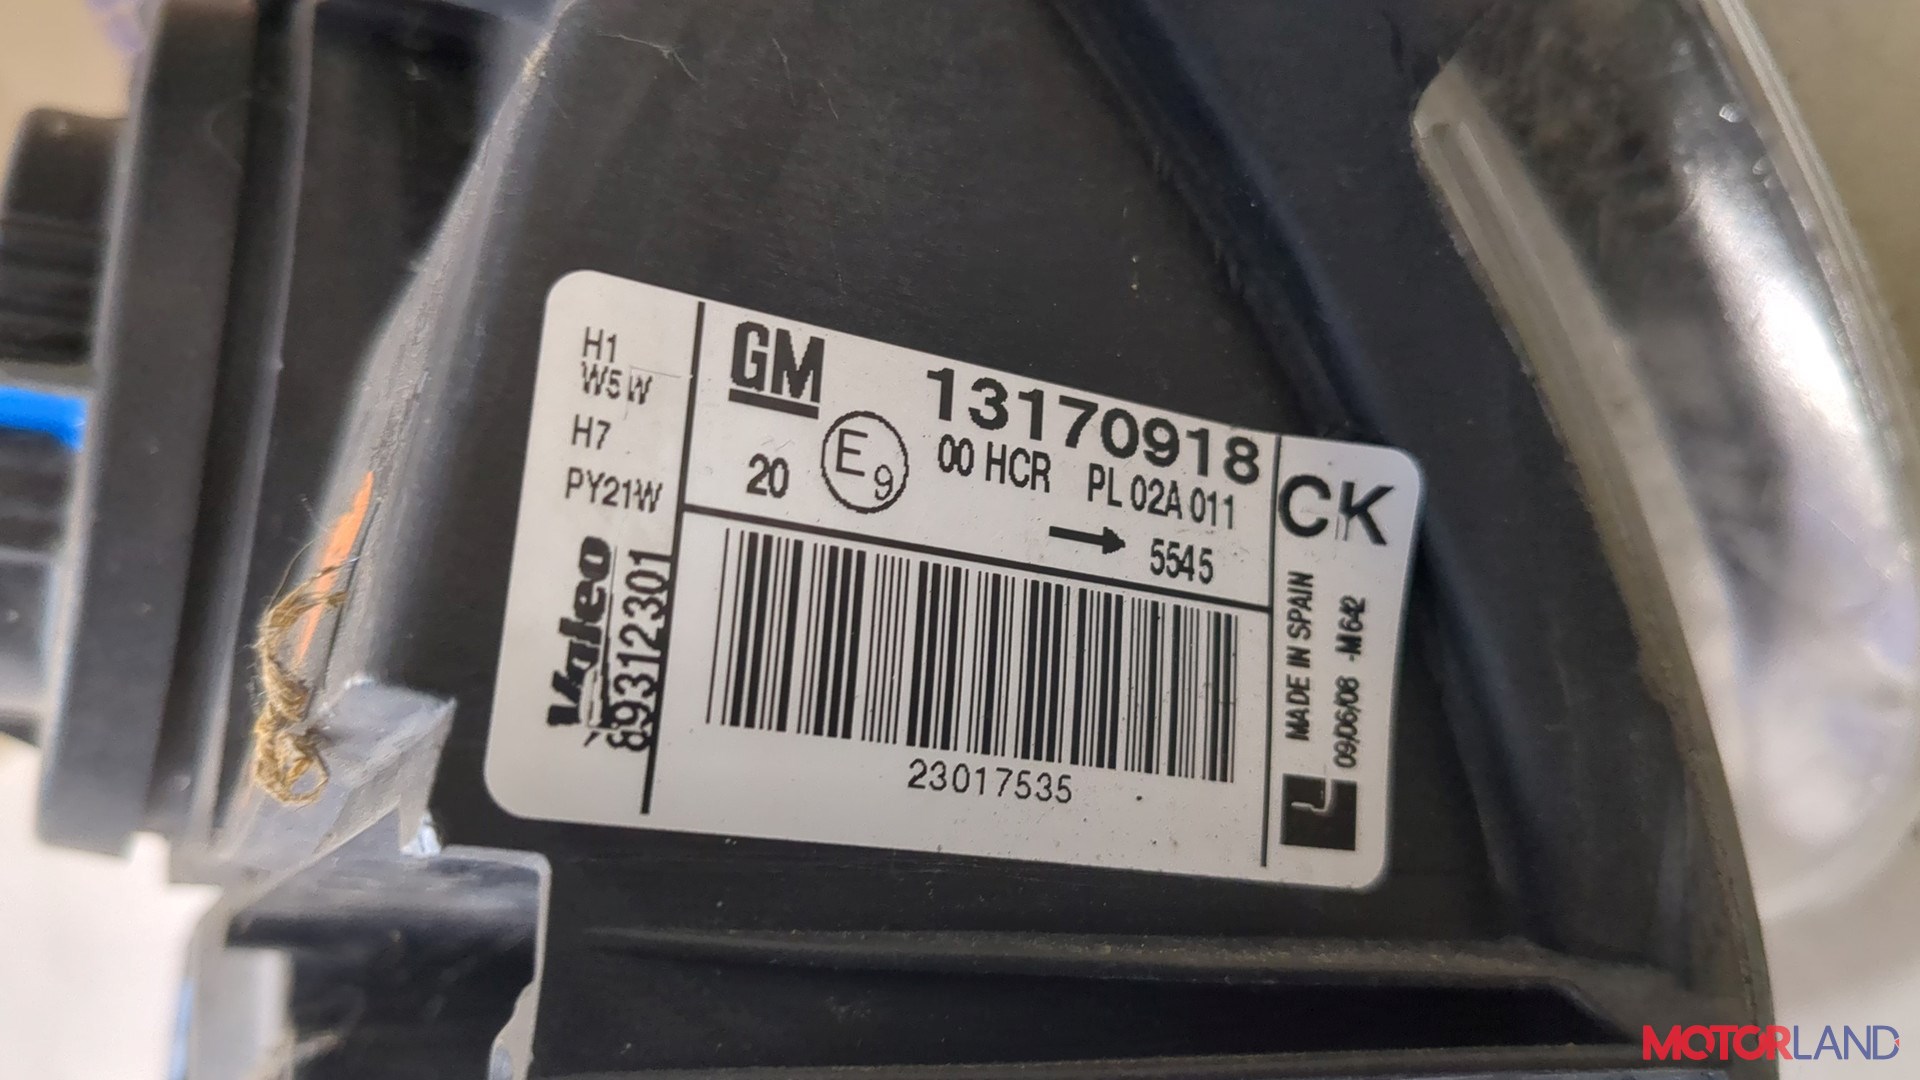 H1
W5W
H7
PY21W
Valeo
89312301
GM
13170918
20
E9
00 HCR PL 02A 011
5545
23017535
CK
MADE IN SPAIN
09/06/08 -M642
MOTORLAND